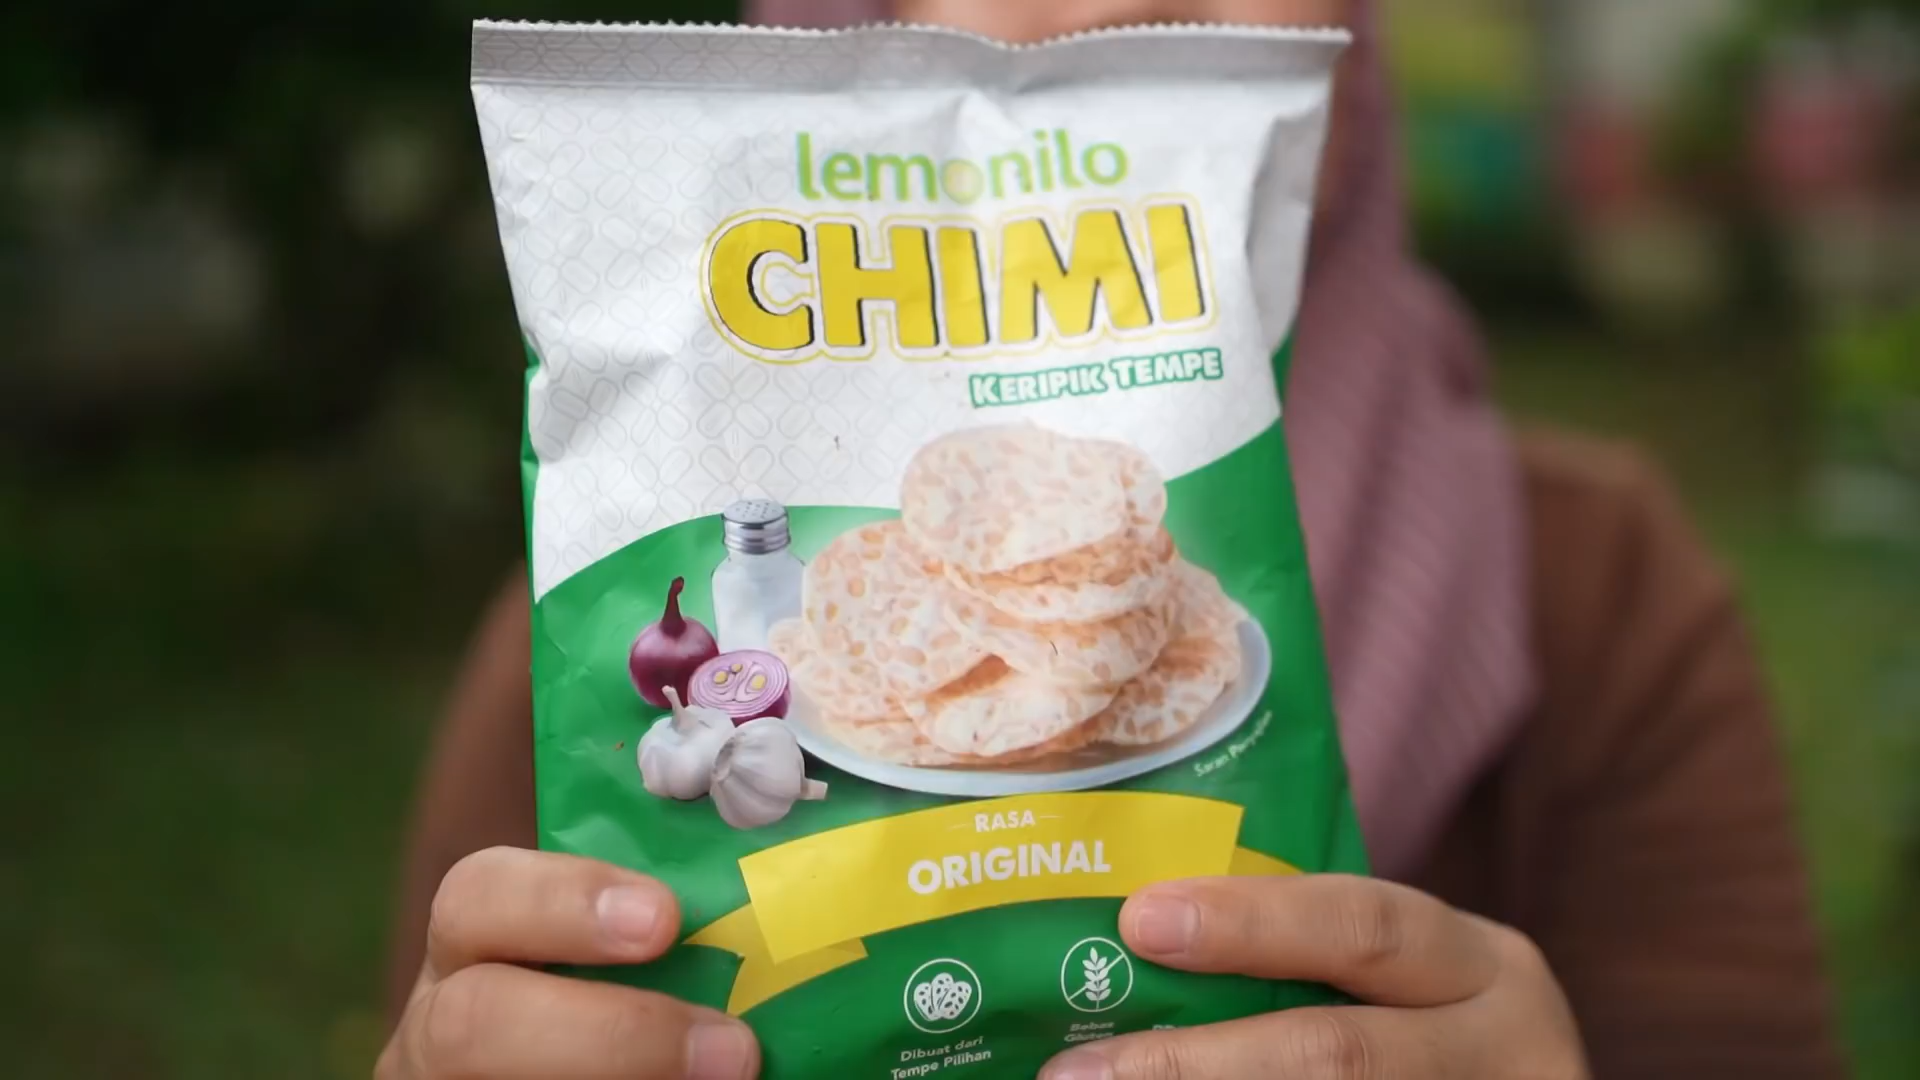 lemonilo
CHIMI
KERIPIK TEMPE
Saran Penyajian
RASA
ORIGINAL
Dibuat dari
Tempe Pilihan
Bebas
Gluten